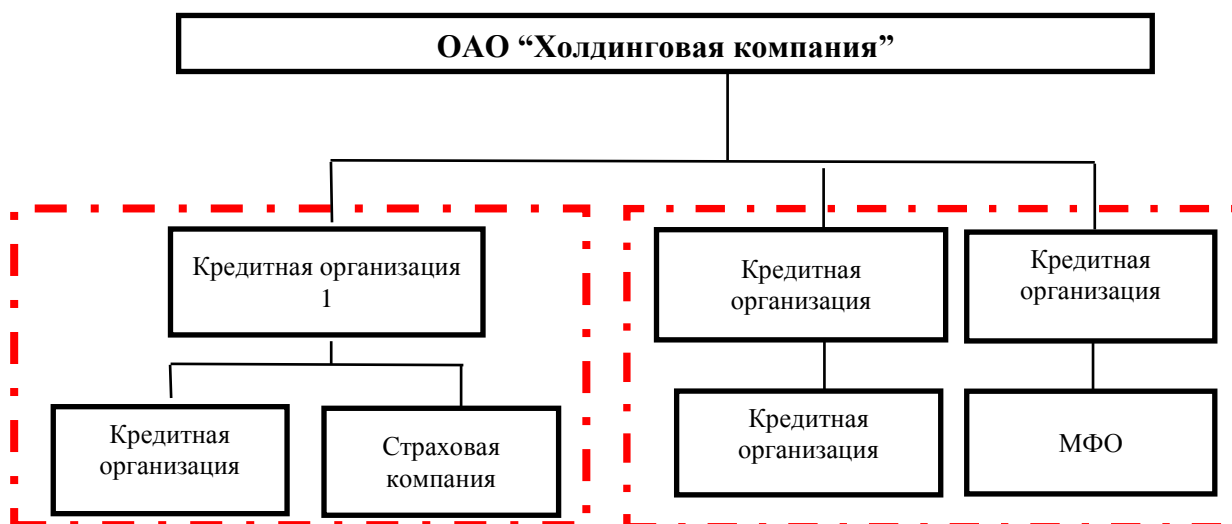 ОАО “Холдинговая компания”
Кредитная организация
1
Кредитная
организация
Кредитная
организация
Кредитная
организация
Страховая
компания
Кредитная
организация
МФО